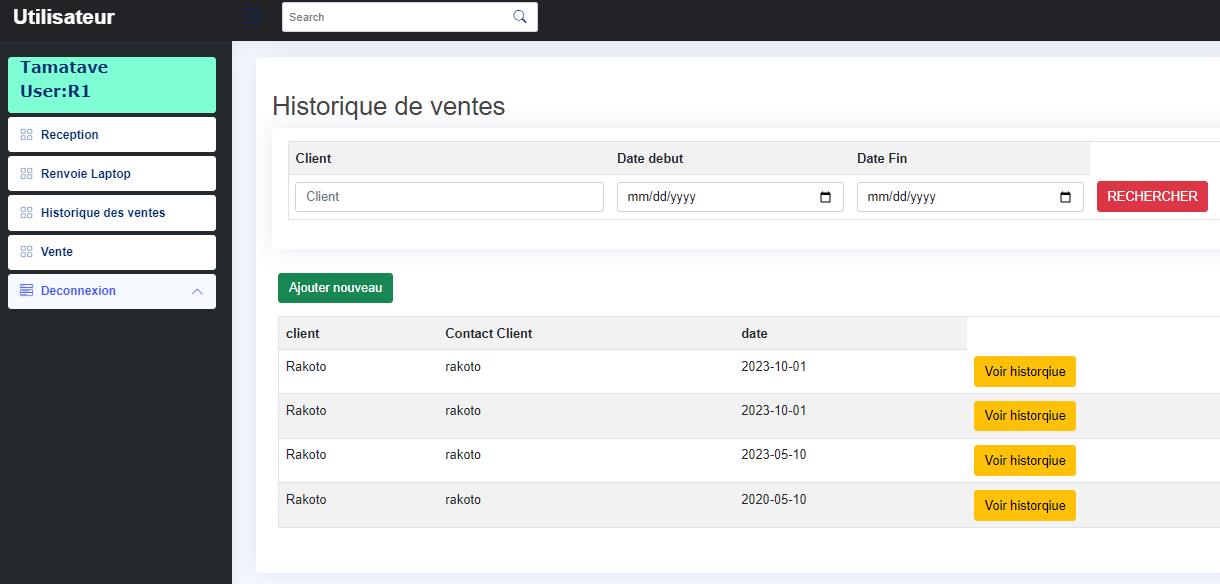 Utilisateur
Search
Tamatave
User:R1
Reception
Renvoie Laptop
Historique des ventes
Vente
Deconnexion
Historique de ventes
Client Date debut Date Fin
Client mm/dd/yyyy mm/dd/yyyy RECHERCHER
Ajouter nouveau
client Contact Client date
Rakoto rakoto 2023-10-01 Voir historqiue
Rakoto rakoto 2023-10-01 Voir historqiue
Rakoto rakoto 2023-05-10 Voir historqiue
Rakoto rakoto 2020-05-10 Voir historqiue